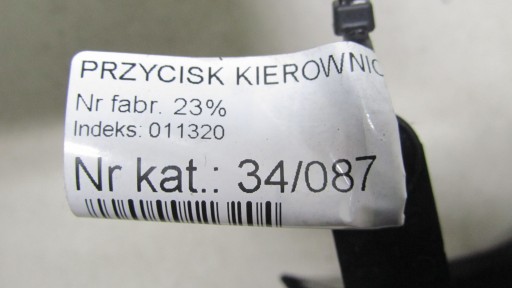 PRZYCISK KIEROWNIC
Nr fabr. 23%
Indeks: 011320
Nr kat.: 34/087